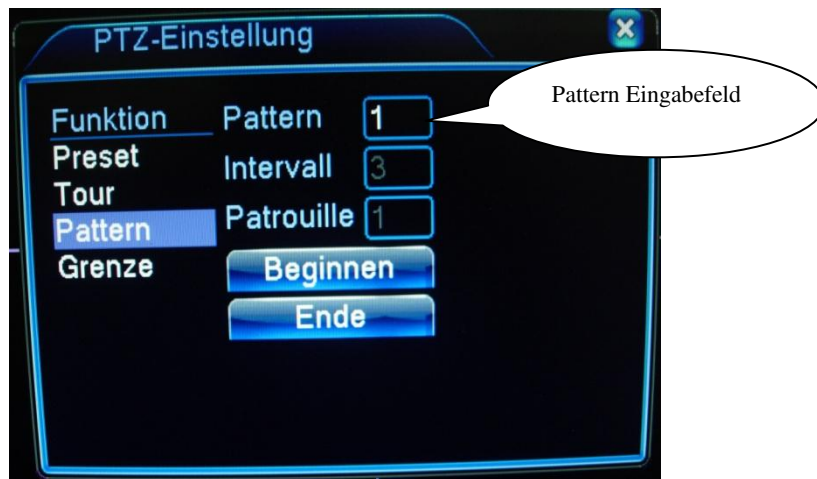 PTZ-Einstellung
Pattern Eingabefeld
Funktion
Preset
Tour
Pattern
Grenze
Pattern 1
Intervall 3
Patrouille 1
Beginnen
Ende